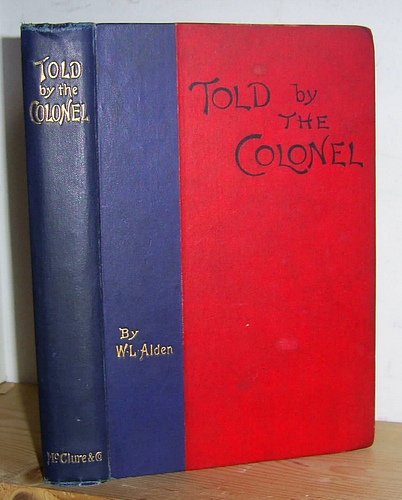 TOLD
by the
COLONEL
McClure & Co
TOLD by
THE
COLONEL
By
W.L. Alden